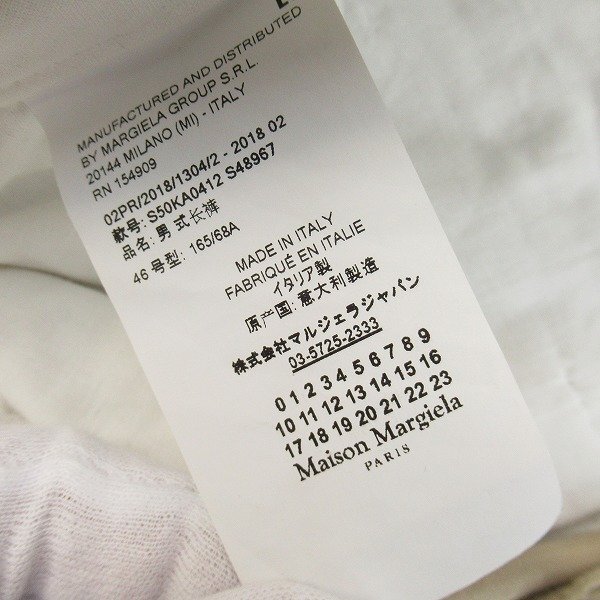 MANUFACTURED AND DISTRIBUTED
BY MARGIELA GROUP S.R.L.
20144 MILANO (MI) - ITALY
RN 154909
02PR/2018/1304/2 - 2018 02
款号: S50KA0412 S48967
品名: 男式长裤
46 号型: 165/68A
MADE IN ITALY
FABRIQUÉ EN ITALIE
イタリア製
原产国: 意大利製造
株式会社マルジェラジャパン
03-5725-2333
0 1 2 3 4 5 6 7 8 9
10 11 12 13 14 15 16
17 18 19 20 21 22 23
Maison Margiela
PARIS